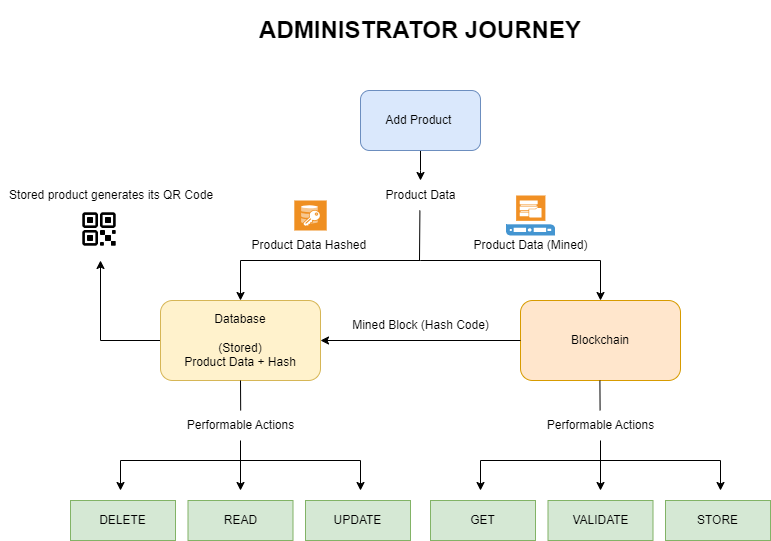 ADMINISTRATOR JOURNEY
Add Product
Product Data
Stored product generates its QR Code
Product Data Hashed
Product Data (Mined)
Database
(Stored)
Product Data + Hash
Mined Block (Hash Code)
Blockchain
Performable Actions
Performable Actions
DELETE
READ
UPDATE
GET
VALIDATE
STORE